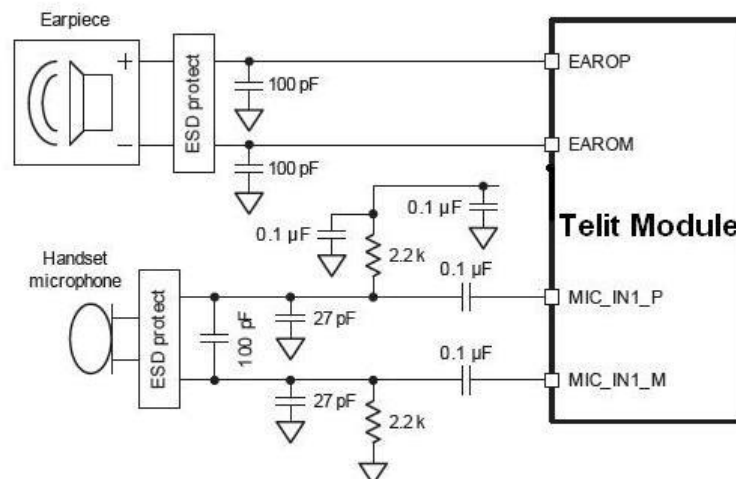 Earpiece
+
−
ESD protect
100 pF
100 pF
EAROP
EAROM
Telit Module
0.1 µF
0.1 µF
2.2 k
0.1 µF
Handset
microphone
ESD protect
100 pF
27 pF
MIC_IN1_P
0.1 µF
27 pF
2.2 k
MIC_IN1_M